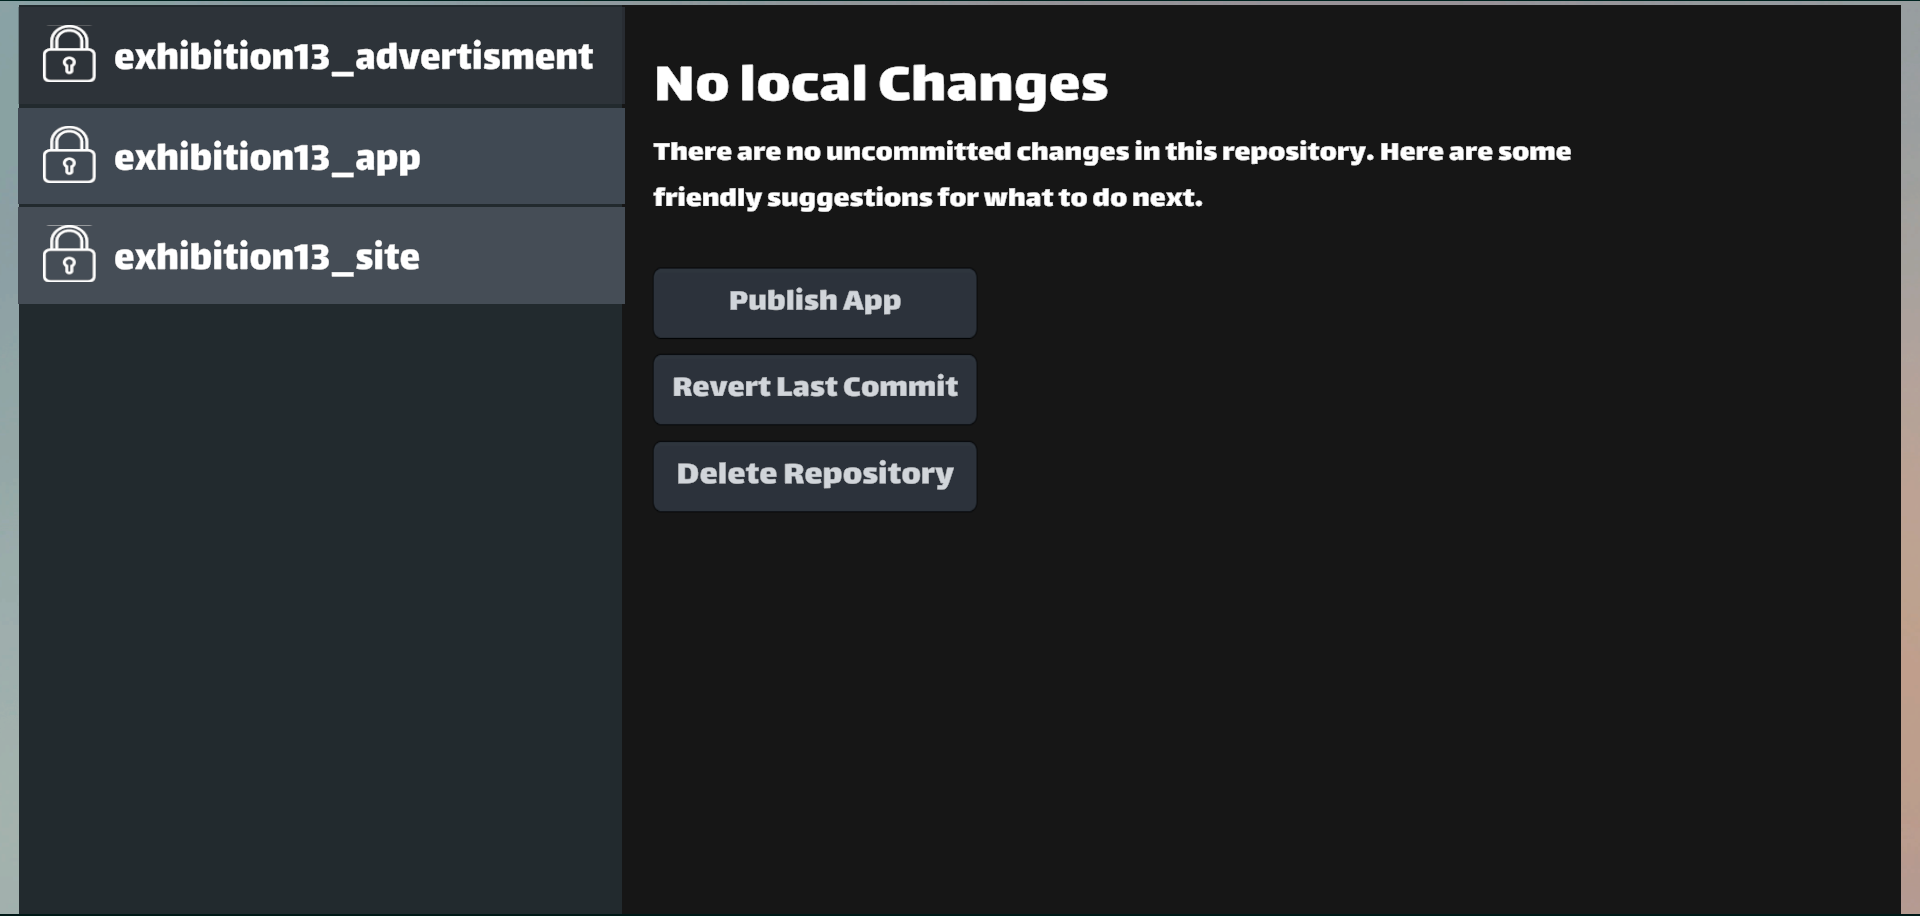 exhibition13_advertisment
exhibition13_app
exhibition13_site
No local Changes
There are no uncommitted changes in this repository. Here are some
friendly suggestions for what to do next.
Publish App
Revert Last Commit
Delete Repository